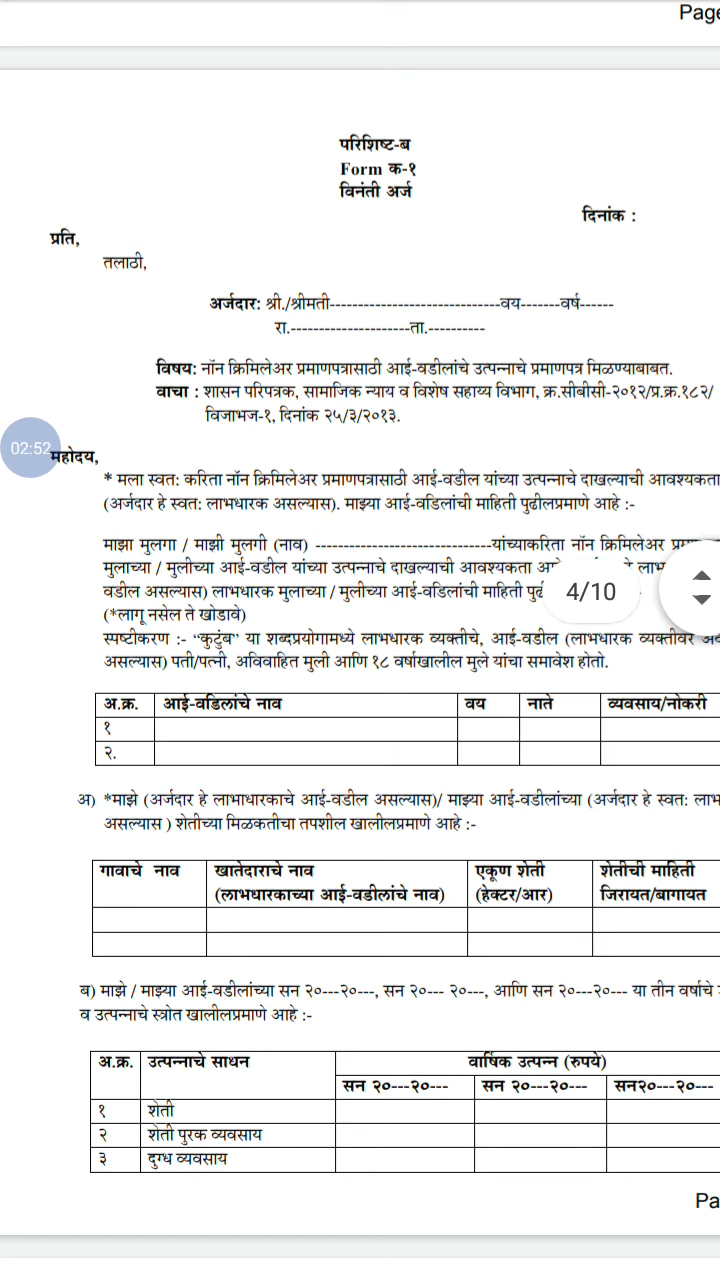 Page
परिशिष्ट-ब
Form क-१
विनंती अर्ज
दिनांक :
प्रति,
तलाठी,
अर्जदार: श्री./श्रीमती------------------------------वय-------वर्ष------
रा.---------------------ता.----------
विषय: नॉन क्रिमिलेअर प्रमाणपत्रासाठी आई-वडीलांचे उत्पन्नाचे प्रमाणपत्र मिळण्याबाबत.
वाचा : शासन परिपत्रक, सामाजिक न्याय व विशेष सहाय्य विभाग, क्र.सीबीसी-२०१२/प्र.क्र.१८२/
विजाभज-१, दिनांक २५/३/२०१३.
02:52
महोदय,
* मला स्वत: करिता नॉन क्रिमिलेअर प्रमाणपत्रासाठी आई-वडील यांच्या उत्पन्नाचे दाखल्याची आवश्यकता
(अर्जदार हे स्वत: लाभधारक असल्यास). माझ्या आई-वडिलांची माहिती पुढीलप्रमाणे आहे :-
माझा मुलगा / माझी मुलगी (नाव) -------------------------------यांच्याकरिता नॉन क्रिमिलेअर
मुलाच्या / मुलीच्या आई-वडील यांच्या उत्पन्नाचे दाखल्याची आवश्यकता
वडील असल्यास) लाभधारक मुलाच्या / मुलीच्या आई-वडिलांची माहिती
4/10
(*लागू नसेल ते खोडावे)
स्पष्टीकरण :- “कुटुंब” या शब्दप्रयोगामध्ये लाभधारक व्यक्तीचे, आई-वडील (लाभधारक व्यक्तीवर
असल्यास) पती/पत्नी, अविवाहित मुली आणि १८ वर्षाखालील मुले यांचा समावेश होतो.
अ.क्र. आई-वडिलांचे नाव वय नाते व्यवसाय/नोकरी
१
२.
अ) *माझे (अर्जदार हे लाभाधारकाचे आई-वडील असल्यास)/ माझ्या आई-वडीलांच्या (अर्जदार हे स्वत: लाभ
असल्यास ) शेतीच्या मिळकतीचा तपशील खालीलप्रमाणे आहे :-
गावाचे नाव खातेदाराचे नाव एकूण शेती शेतीची माहिती
(लाभधारकाच्या आई-वडीलांचे नाव) (हेक्टर/आर) जिरायत/बागायत
ब) माझे / माझ्या आई-वडीलांच्या सन २०---२०---, सन २०--- २०---, आणि सन २०---२०--- या तीन वर्षाचे
व उत्पन्नाचे स्त्रोत खालीलप्रमाणे आहे :-
अ.क्र. उत्पन्नाचे साधन वार्षिक उत्पन्न (रुपये)
सन २०---२०--- सन २०---२०--- सन२०---२०---
१ शेती
२ शेती पुरक व्यवसाय
३ दुग्ध व्यवसाय
Pa